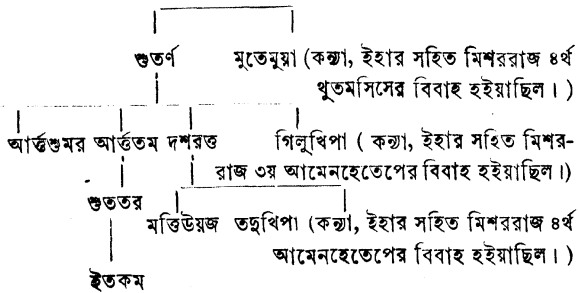 শুতর্ণ মুতেমুয়া (কন্যা, ইহার সহিত মিশররাজ ৪র্থ
থুতমসিসের বিবাহ হইয়াছিল।)
আর্ত্তশুমর আর্ত্ততম দশরত্ত গিলুখিপা (কন্যা, ইহার সহিত মিশর-
রাজ ৩য় আমেনহেতেপের বিবাহ হইয়াছিল।)
শুততর
মত্তিউয়জ তদুখিপা (কন্যা, ইহার সহিত মিশররাজ ৪র্থ
আমেনহেতেপের বিবাহ হইয়াছিল।)
ইতকম